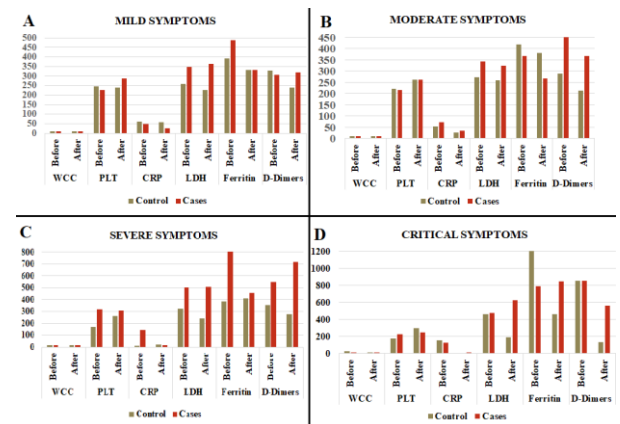 A
MILD SYMPTOMS
500
450
400
350
300
250
200
150
100
50
0
Before After Before After Before After Before After Before After Before After
WCC PLT CRP LDH Ferritin D-Dimers
Control Cases
B
MODERATE SYMPTOMS
450
400
350
300
250
200
150
100
50
0
Before After Before After Before After Before After Before After Before After
WCC PLT CRP LDH Ferritin D-Dimers
Control Cases
C
SEVERE SYMPTOMS
800
700
600
500
400
300
200
100
0
Before After Before After Before After Before After Before After Before After
WCC PLT CRP LDH Ferritin D-Dimers
Control Cases
D
CRITICAL SYMPTOMS
1200
1000
800
600
400
200
0
Before After Before After Before After Before After Before After Before After
WCC PLT CRP LDH Ferritin D-Dimers
Control Cases